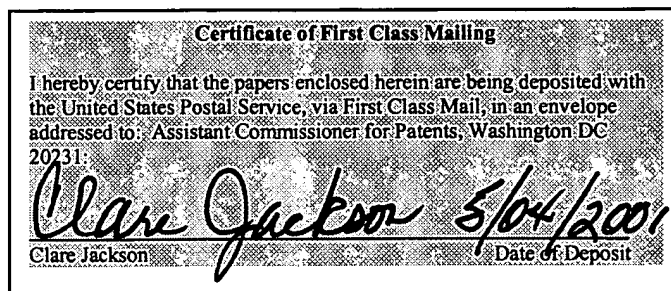 Certificate of First Class Mailing
I hereby certify that the papers enclosed herein are being deposited with
the United States Postal Service, via First Class Mail, in an envelope
addressed to: Assistant Commissioner for Patents, Washington DC
20231:
Clare Jackson 5/04/2001
Clare Jackson Date of Deposit